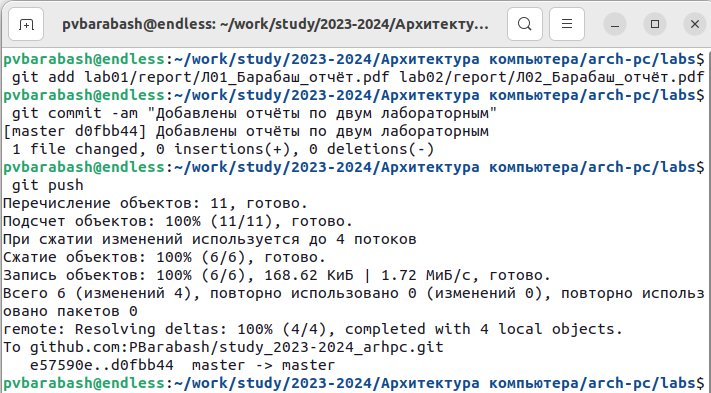 pvbarabash@endless: ~/work/study/2023-2024/Архитекту...
pvbarabash@endless:~/work/study/2023-2024/Архитектура компьютера/arch-pc/labs$
git add lab01/report/Л01_Барабаш_отчёт.pdf lab02/report/Л02_Барабаш_отчёт.pdf
pvbarabash@endless:~/work/study/2023-2024/Архитектура компьютера/arch-pc/labs$
git commit -am "Добавлены отчёты по двум лабораторным"
[master d0fbb44] Добавлены отчёты по двум лабораторным
1 file changed, 0 insertions(+), 0 deletions(-)
pvbarabash@endless:~/work/study/2023-2024/Архитектура компьютера/arch-pc/labs$
git push
Перечисление объектов: 11, готово.
Подсчет объектов: 100% (11/11), готово.
При сжатии изменений используется до 4 потоков
Сжатие объектов: 100% (6/6), готово.
Запись объектов: 100% (6/6), 168.62 КиБ | 1.72 МиБ/с, готово.
Всего 6 (изменений 4), повторно использовано 0 (изменений 0), повторно использ
овано пакетов 0
remote: Resolving deltas: 100% (4/4), completed with 4 local objects.
To github.com:PBarabash/study_2023-2024_arhpc.git
e57590e..d0fbb44  master -> master
pvbarabash@endless:~/work/study/2023-2024/Архитектура компьютера/arch-pc/labs$